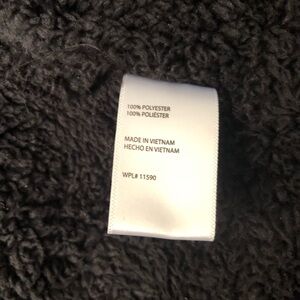 100% POLYESTER
100% POLIÉSTER
MADE IN VIETNAM
HECHO EN VIETNAM
WPL# 11590